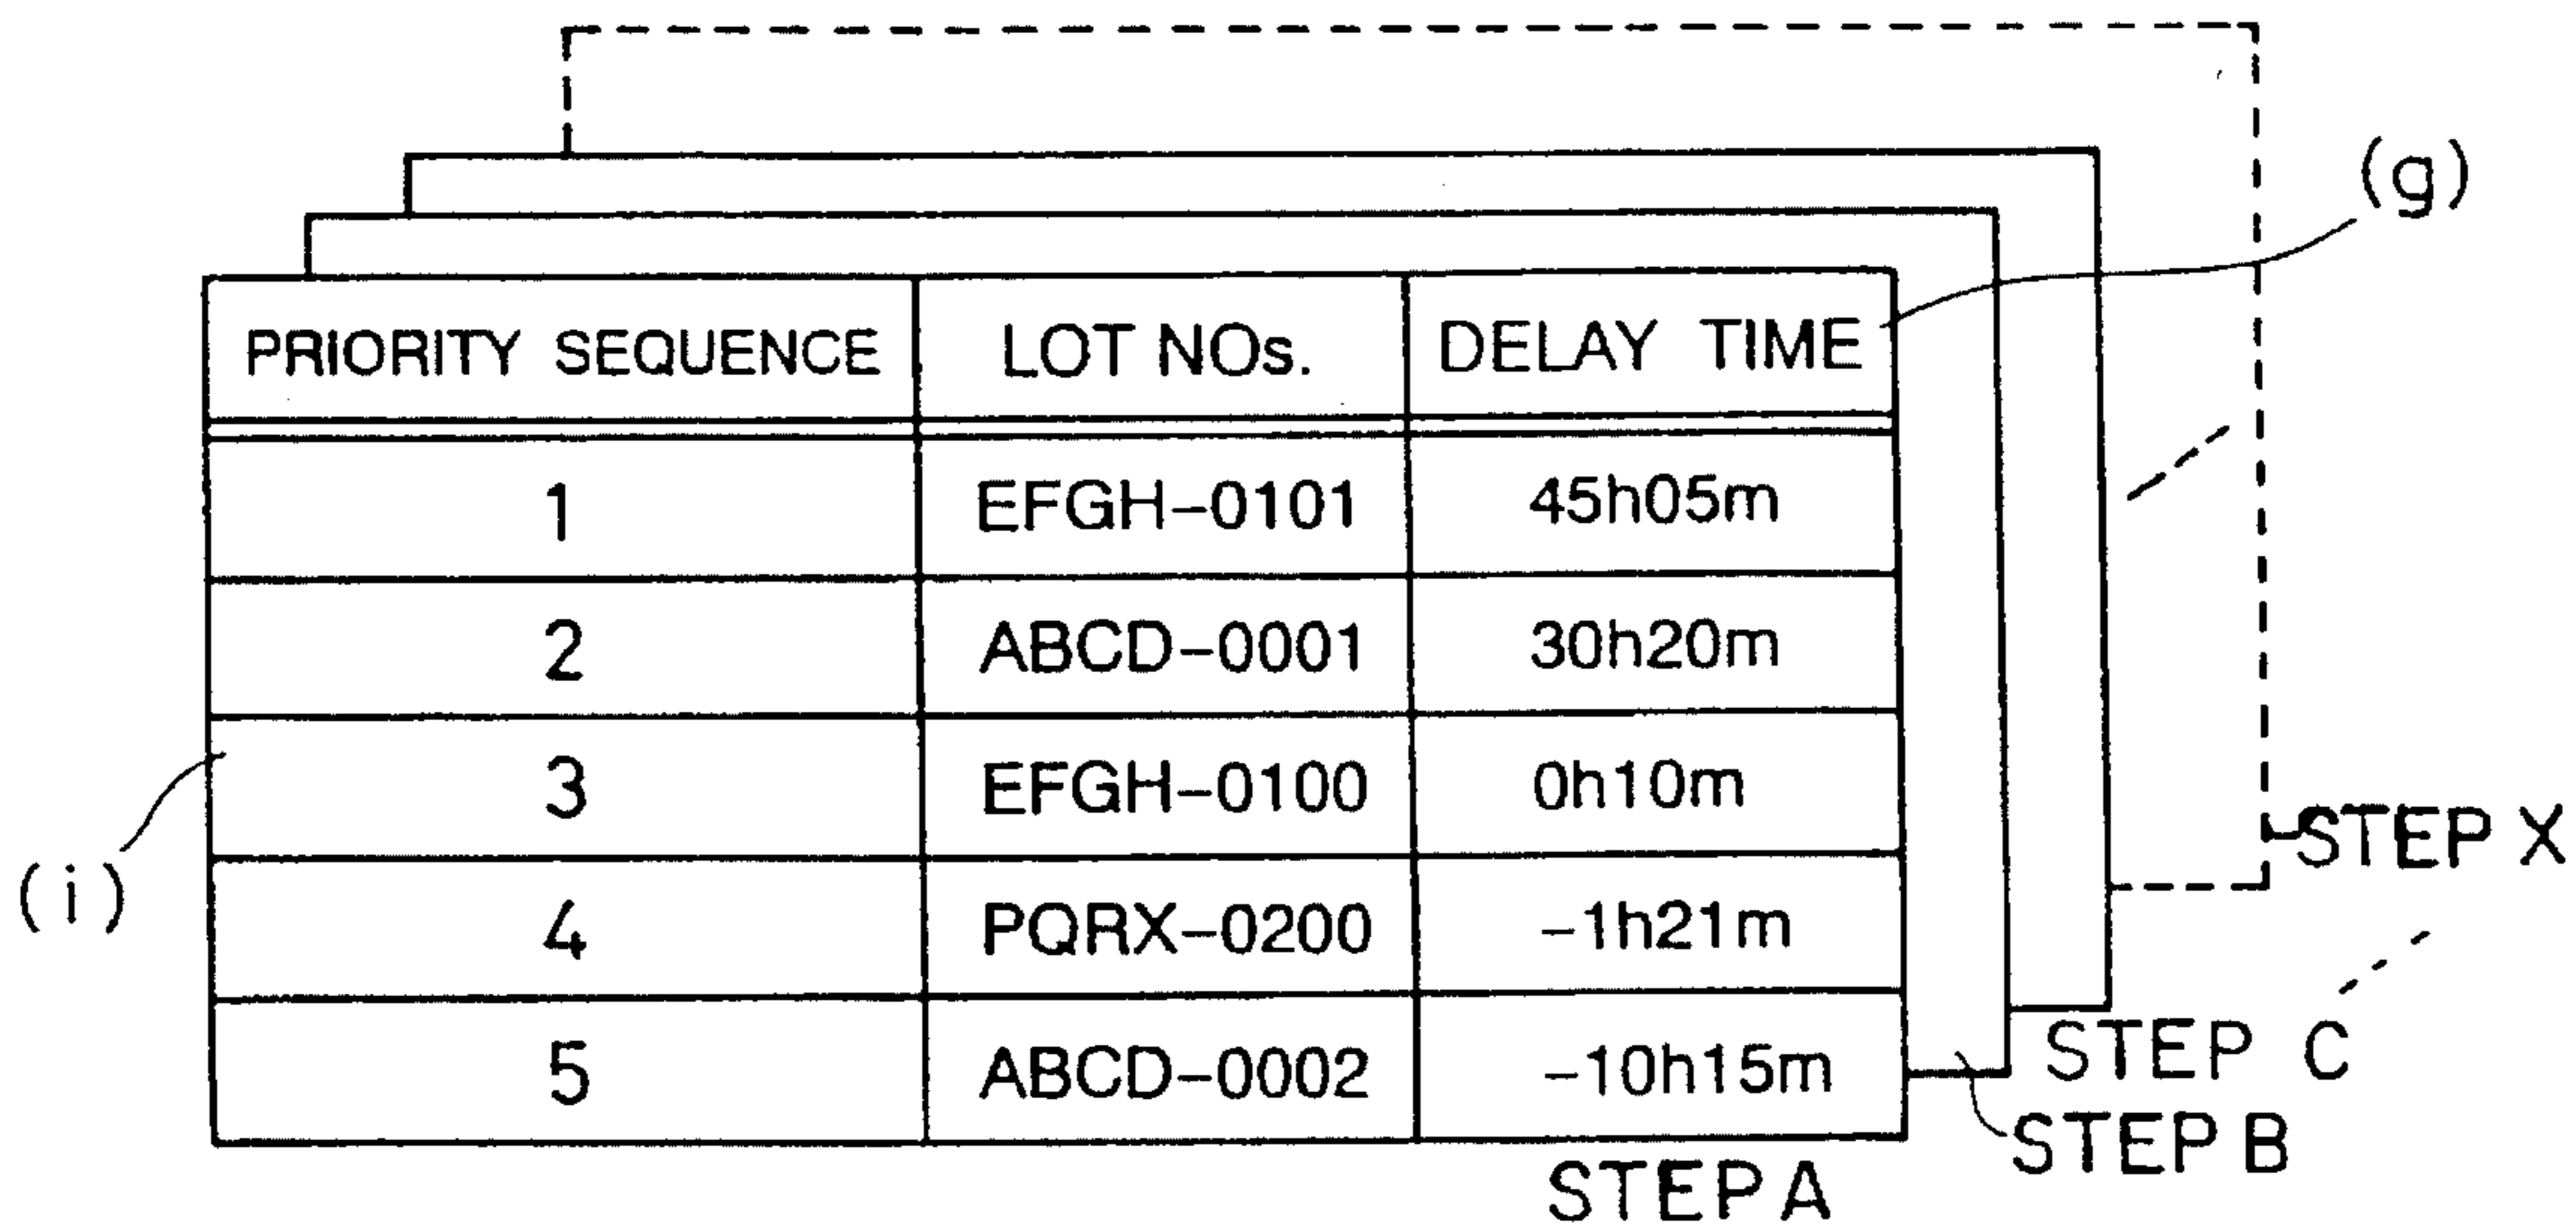 (g)
PRIORITY SEQUENCE LOT NOs. DELAY TIME
1 EFGH-0101 45h05m
2 ABCD-0001 30h20m
3 EFGH-0100 0h10m
(i)
4 PQRX-0200 -1h21m
5 ABCD-0002 -10h15m
STEP X
STEP C
STEP B
STEP A